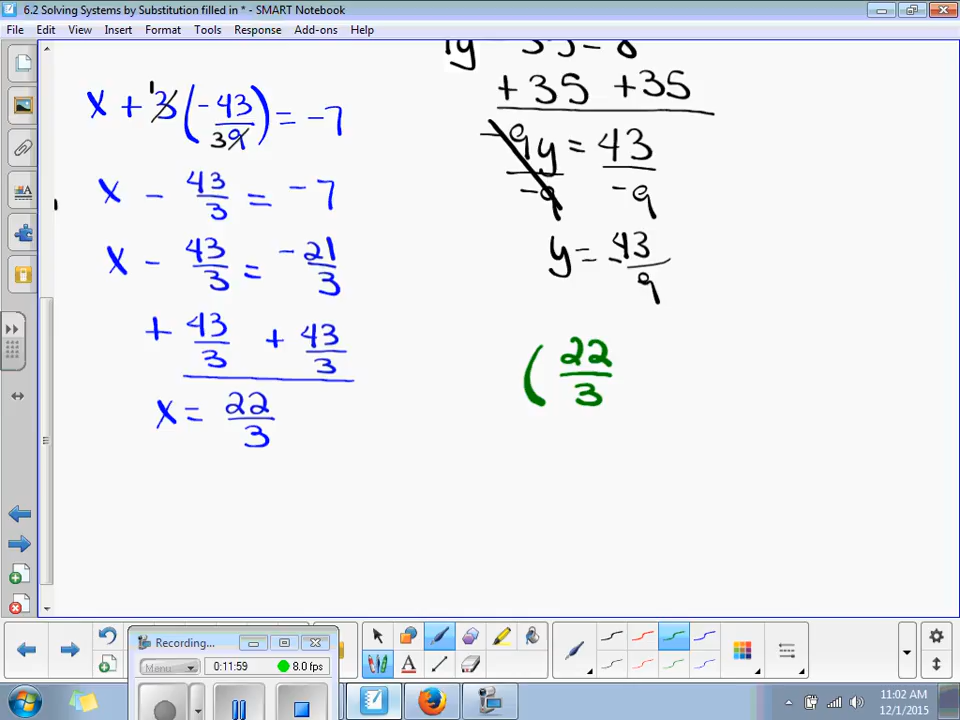 6.2 Solving Systems by Substitution filled in * - SMART Notebook
File Edit View Insert Format Tools Response Add-ons Help
+35 +35
-9y = 43
-9 -9
y = -43/9
x + 3(-43/9) = -7
1 3
x - 43/3 = -7
x - 43/3 = -21/3
+ 43/3 + 43/3
x = 22/3
(22/3
Recording...
Menu 0:11:59 8.0 fps
11:02 AM
12/1/2015